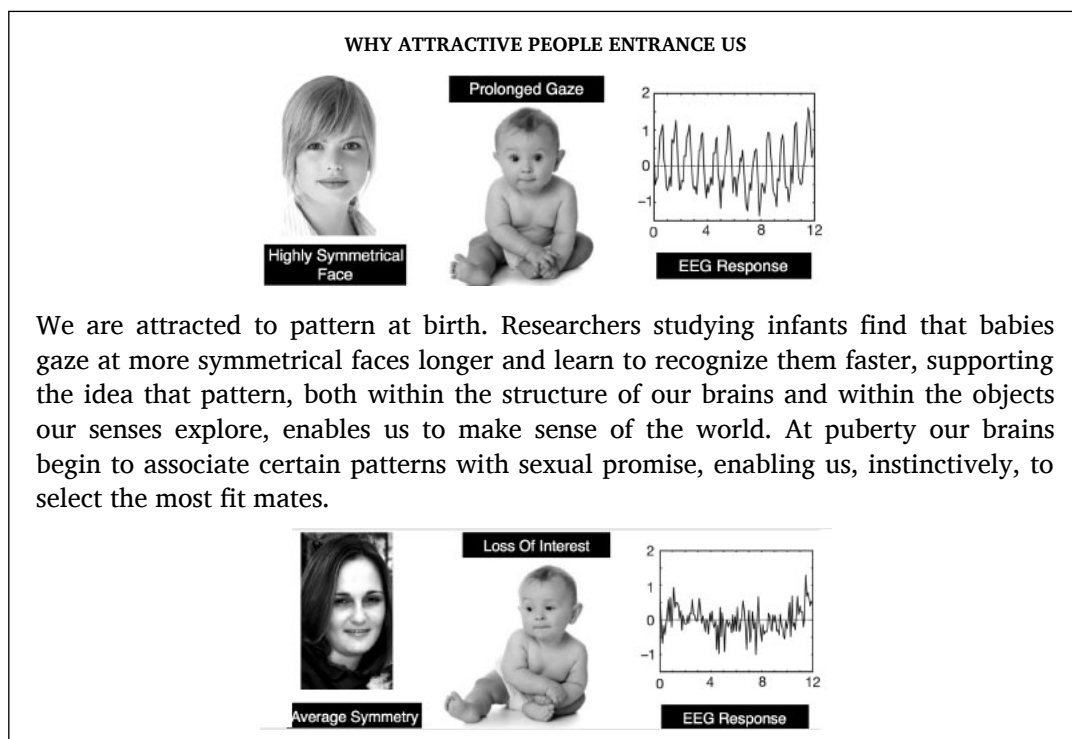 WHY ATTRACTIVE PEOPLE ENTRANCE US
Prolonged Gaze
Highly Symmetrical
Face
2
1
0
−1
0 4 8 12
EEG Response
We are attracted to pattern at birth. Researchers studying infants find that babies
gaze at more symmetrical faces longer and learn to recognize them faster, supporting
the idea that pattern, both within the structure of our brains and within the objects
our senses explore, enables us to make sense of the world. At puberty our brains
begin to associate certain patterns with sexual promise, enabling us, instinctively, to
select the most fit mates.
Loss Of Interest
Average Symmetry
2
1
0
−1
0 4 8 12
EEG Response